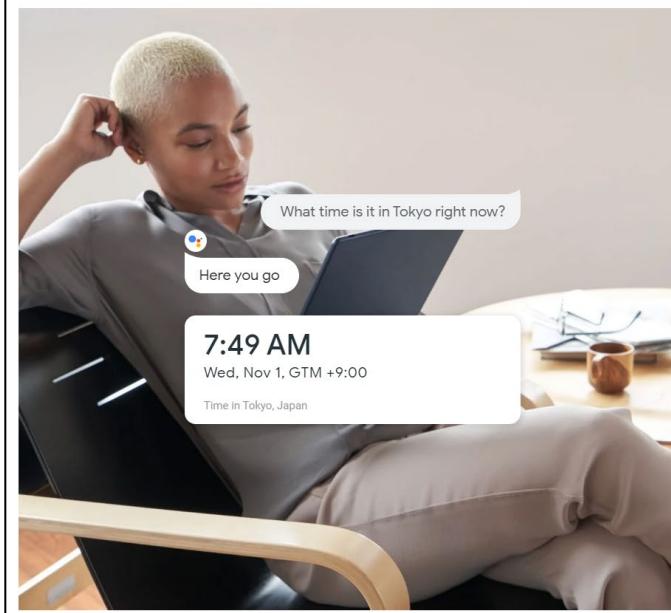 What time is it in Tokyo right now?
Here you go
7:49 AM
Wed, Nov 1, GTM +9:00
Time in Tokyo, Japan